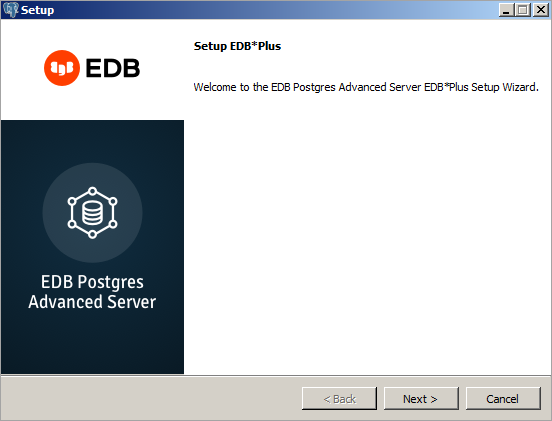 Setup
EDB
Setup EDB*Plus
Welcome to the EDB Postgres Advanced Server EDB*Plus Setup Wizard.
EDB Postgres
Advanced Server
< Back
Next >
Cancel